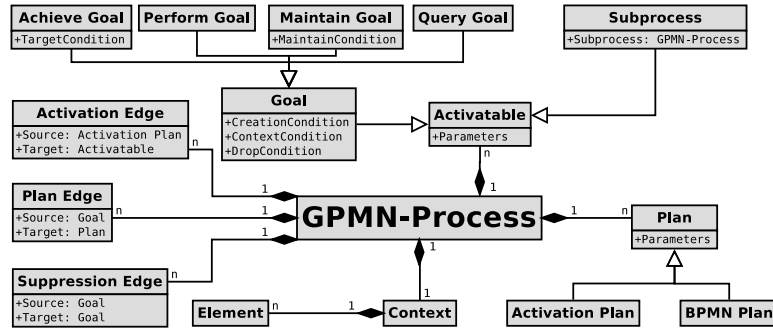 Achieve Goal
+TargetCondition
Perform Goal
Maintain Goal
+MaintainCondition
Query Goal
Subprocess
+Subprocess: GPMN-Process
Goal
+CreationCondition
+ContextCondition
+DropCondition
Activatable
+Parameters
Activation Edge
+Source: Activation Plan
+Target: Activatable
n
n
1
1
Plan Edge
+Source: Goal
+Target: Plan
n
1
GPMN-Process
1
n
Plan
+Parameters
1
1
Suppression Edge
+Source: Goal
+Target: Goal
n
Element
n
1
Context
1
Activation Plan
BPMN Plan